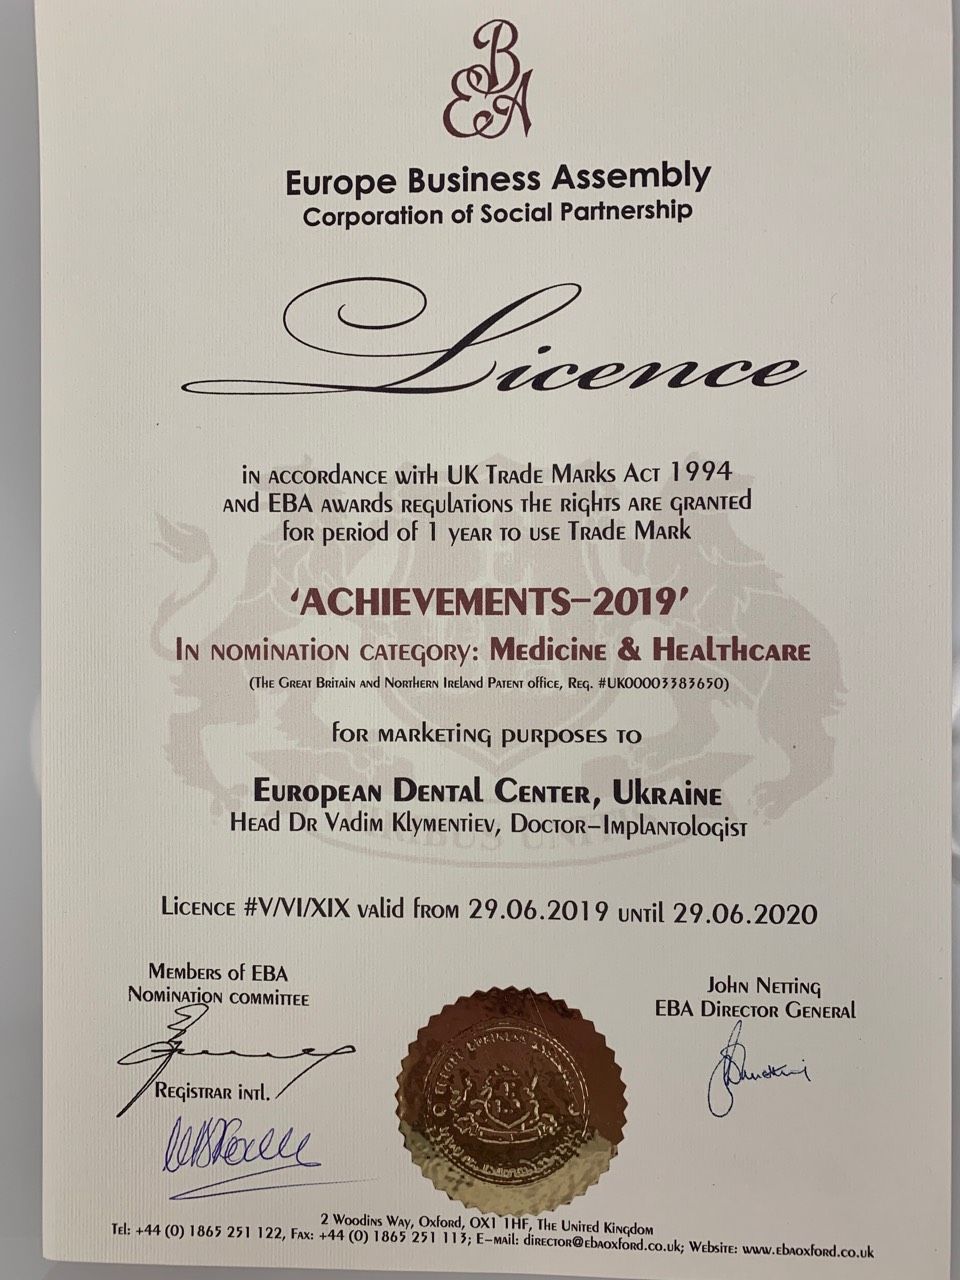 EBA
Europe Business Assembly
Corporation of Social Partnership
Licence
in accordance with UK Trade Marks Act 1994
and EBA awards regulations the rights are granted
for period of 1 year to use Trade Mark
‘ACHIEVEMENTS–2019’
In nomination category: Medicine & Healthcare
(The Great Britain and Northern Ireland Patent office, Reg. #UK00003383650)
for marketing purposes to
European Dental Center, Ukraine
Head Dr Vadim Klymentiev, Doctor–Implantologist
Licence #V/VI/XIX valid from 29.06.2019 until 29.06.2020
Members of EBA
Nomination committee
Registrar intl.
John Netting
EBA Director General
2 Woodins Way, Oxford, OX1 1HF, The United Kingdom
Tel: +44 (0) 1865 251 122, Fax: +44 (0) 1865 251 113; E–mail: director@ebaoxford.co.uk; Website: www.ebaoxford.co.uk